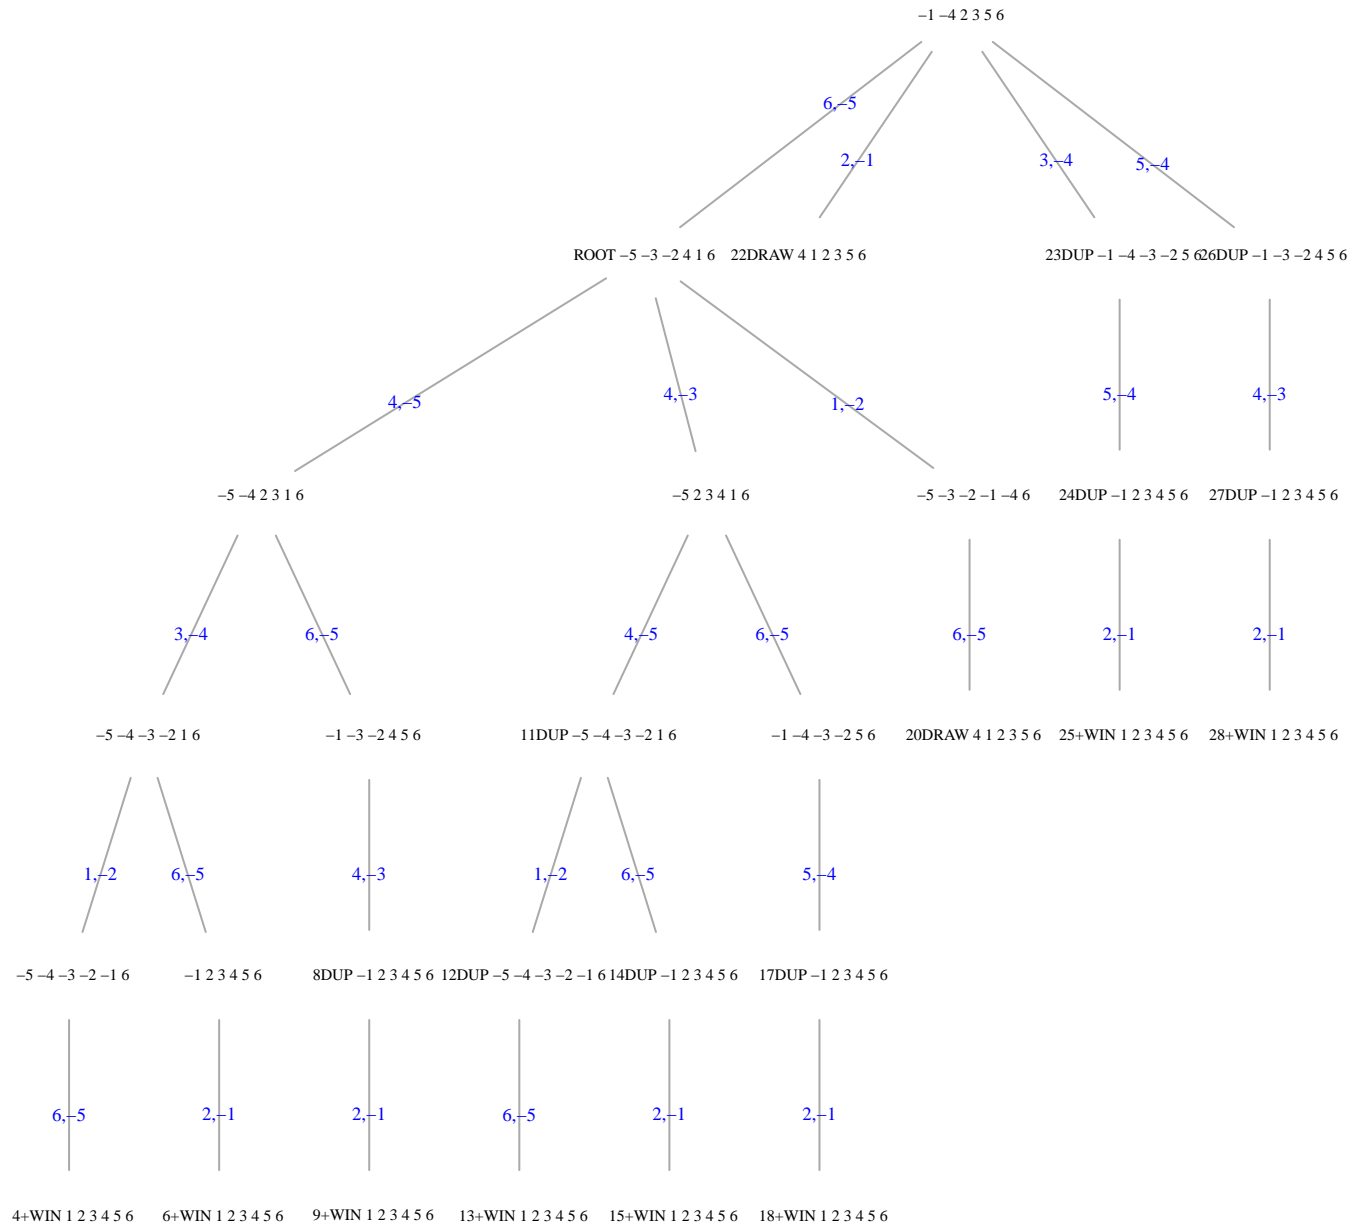 −1 −4 2 3 5 6
6,−5
2,−1
3,−4
5,−4
ROOT −5 −3 −2 4 1 6
22DRAW 4 1 2 3 5 6
23DUP −1 −4 −3 −2 5 6
26DUP −1 −3 −2 4 5 6
4,−5
4,−3
1,−2
5,−4
4,−3
−5 −4 2 3 1 6
−5 2 3 4 1 6
−5 −3 −2 −1 −4 6
24DUP −1 2 3 4 5 6
27DUP −1 2 3 4 5 6
3,−4
6,−5
4,−5
6,−5
6,−5
2,−1
2,−1
−5 −4 −3 −2 1 6
−1 −3 −2 4 5 6
11DUP −5 −4 −3 −2 1 6
−1 −4 −3 −2 5 6
20DRAW 4 1 2 3 5 6
25+WIN 1 2 3 4 5 6
28+WIN 1 2 3 4 5 6
1,−2
6,−5
4,−3
1,−2
6,−5
5,−4
−5 −4 −3 −2 −1 6
−1 2 3 4 5 6
8DUP −1 2 3 4 5 6
12DUP −5 −4 −3 −2 −1 6
14DUP −1 2 3 4 5 6
17DUP −1 2 3 4 5 6
6,−5
2,−1
2,−1
6,−5
2,−1
2,−1
4+WIN 1 2 3 4 5 6
6+WIN 1 2 3 4 5 6
9+WIN 1 2 3 4 5 6
13+WIN 1 2 3 4 5 6
15+WIN 1 2 3 4 5 6
18+WIN 1 2 3 4 5 6